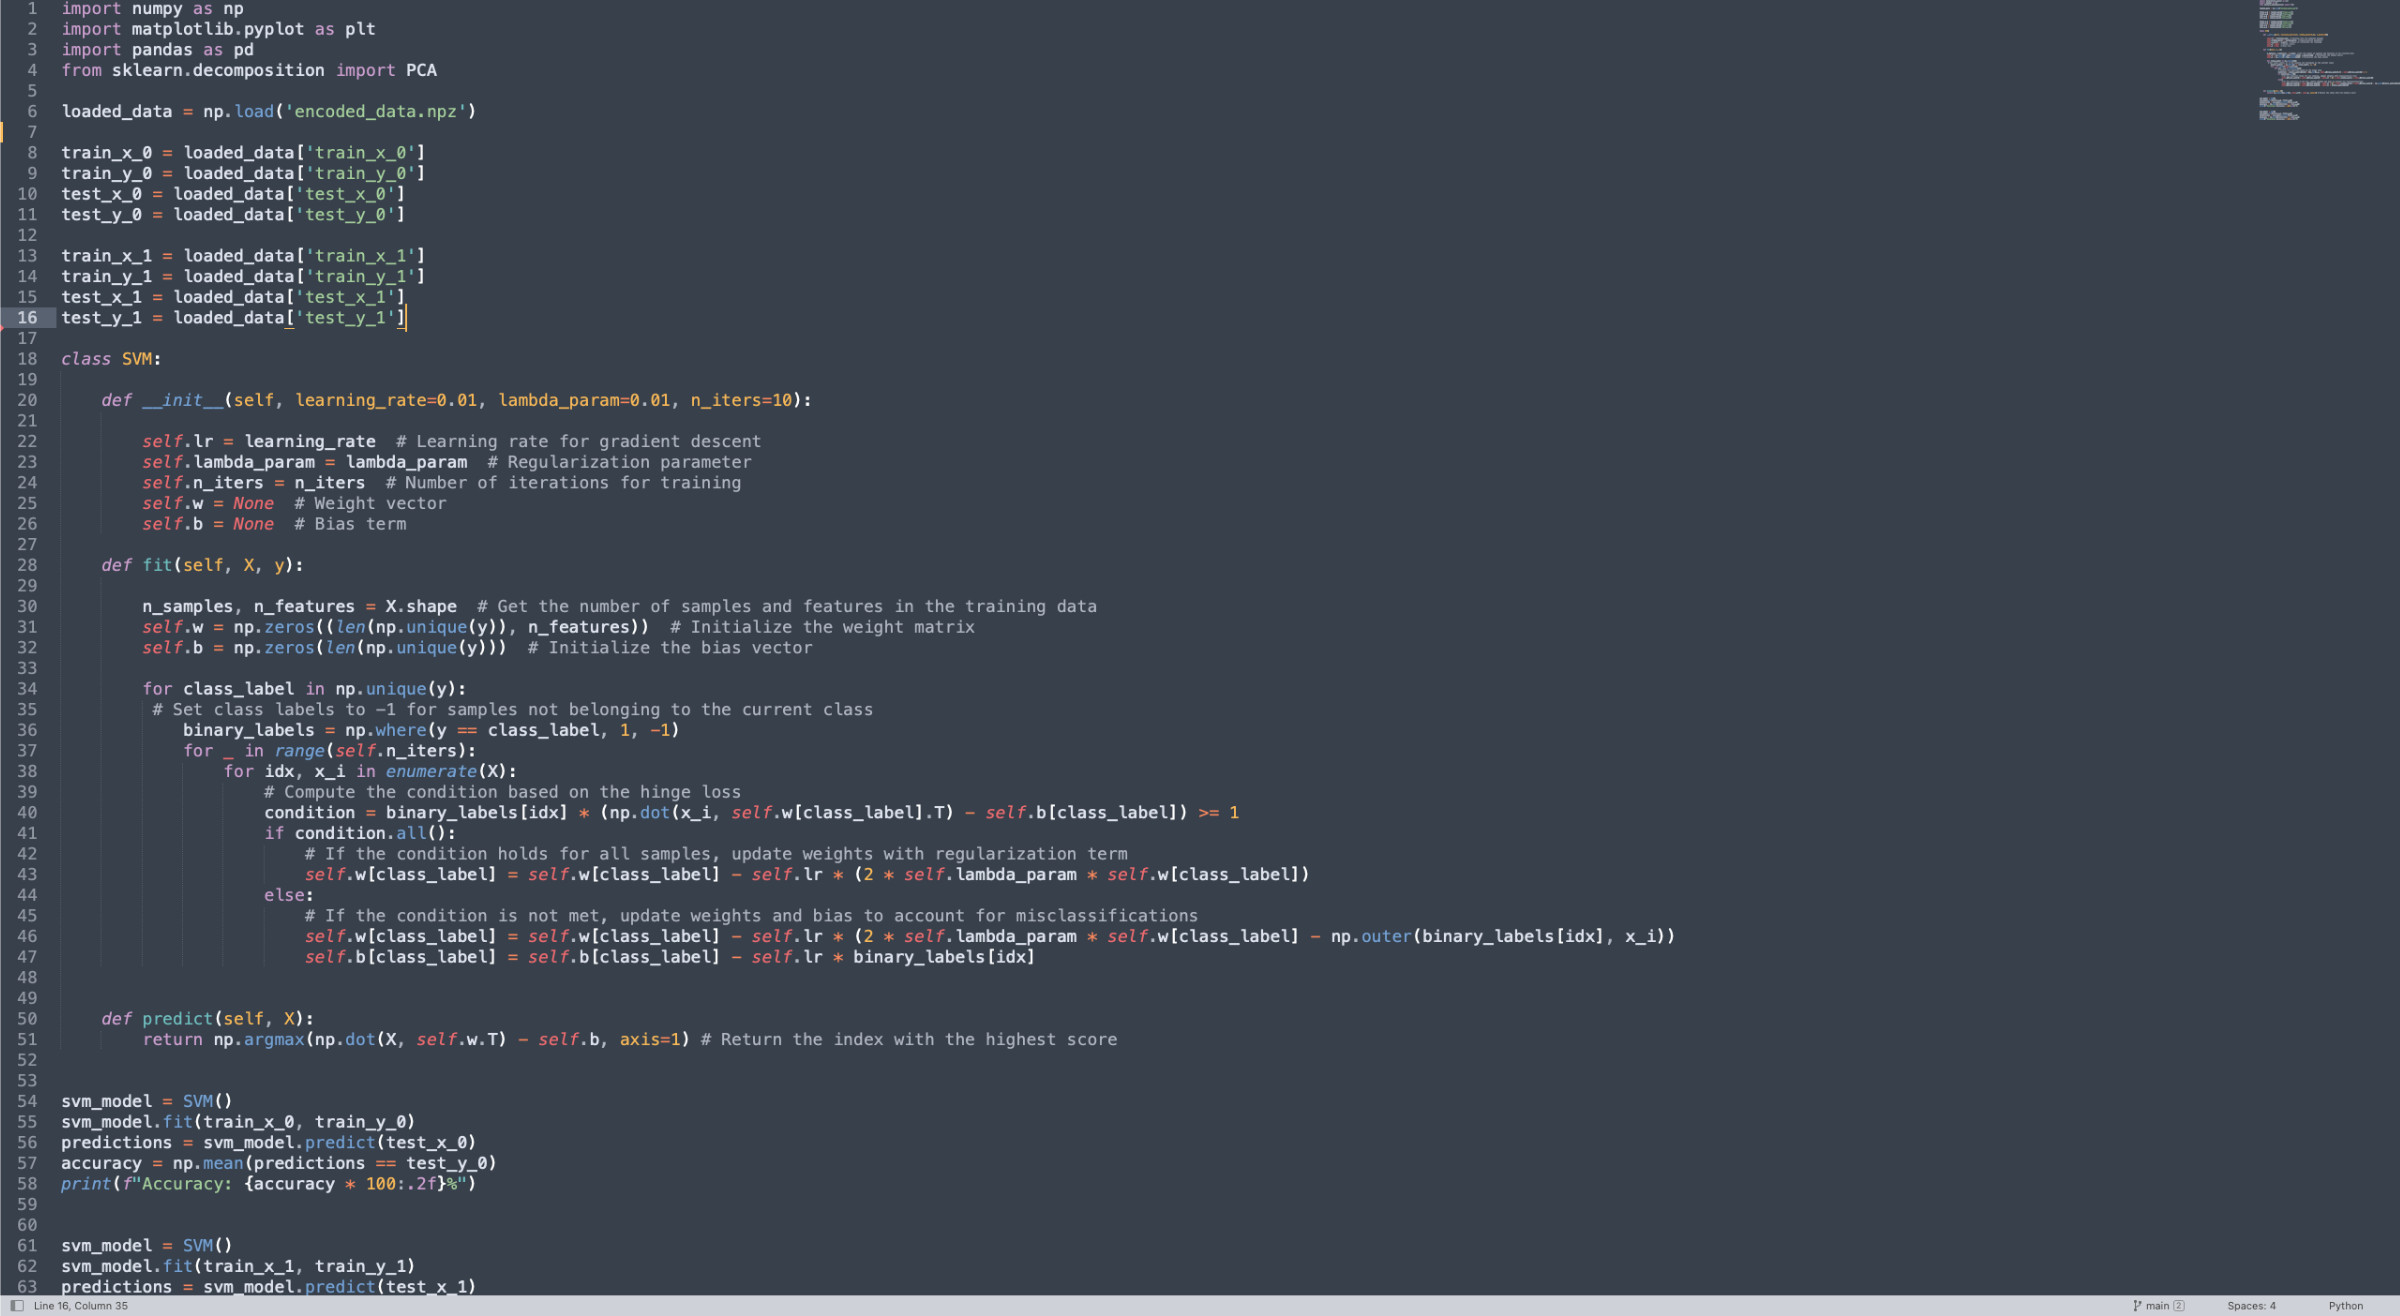 1 import numpy as np
2 import matplotlib.pyplot as plt
3 import pandas as pd
4 from sklearn.decomposition import PCA
5
6 loaded_data = np.load('encoded_data.npz')
7
8 train_x_0 = loaded_data['train_x_0']
9 train_y_0 = loaded_data['train_y_0']
10 test_x_0 = loaded_data['test_x_0']
11 test_y_0 = loaded_data['test_y_0']
12
13 train_x_1 = loaded_data['train_x_1']
14 train_y_1 = loaded_data['train_y_1']
15 test_x_1 = loaded_data['test_x_1']
16 test_y_1 = loaded_data['test_y_1']
17
18 class SVM:
19
20     def __init__(self, learning_rate=0.01, lambda_param=0.01, n_iters=10):
21
22         self.lr = learning_rate  # Learning rate for gradient descent
23         self.lambda_param = lambda_param  # Regularization parameter
24         self.n_iters = n_iters  # Number of iterations for training
25         self.w = None  # Weight vector
26         self.b = None  # Bias term
27
28     def fit(self, X, y):
29
30         n_samples, n_features = X.shape  # Get the number of samples and features in the training data
31         self.w = np.zeros((len(np.unique(y)), n_features))  # Initialize the weight matrix
32         self.b = np.zeros(len(np.unique(y)))  # Initialize the bias vector
33
34         for class_label in np.unique(y):
35          # Set class labels to -1 for samples not belonging to the current class
36             binary_labels = np.where(y == class_label, 1, -1)
37             for _ in range(self.n_iters):
38                 for idx, x_i in enumerate(X):
39                     # Compute the condition based on the hinge loss
40                     condition = binary_labels[idx] * (np.dot(x_i, self.w[class_label].T) - self.b[class_label]) >= 1
41                     if condition.all():
42                         # If the condition holds for all samples, update weights with regularization term
43                         self.w[class_label] = self.w[class_label] - self.lr * (2 * self.lambda_param * self.w[class_label])
44                     else:
45                         # If the condition is not met, update weights and bias to account for misclassifications
46                         self.w[class_label] = self.w[class_label] - self.lr * (2 * self.lambda_param * self.w[class_label] - np.outer(binary_labels[idx], x_i))
47                         self.b[class_label] = self.b[class_label] - self.lr * binary_labels[idx]
48
49
50     def predict(self, X):
51         return np.argmax(np.dot(X, self.w.T) - self.b, axis=1) # Return the index with the highest score
52
53
54 svm_model = SVM()
55 svm_model.fit(train_x_0, train_y_0)
56 predictions = svm_model.predict(test_x_0)
57 accuracy = np.mean(predictions == test_y_0)
58 print(f"Accuracy: {accuracy * 100:.2f}%")
59
60
61 svm_model = SVM()
62 svm_model.fit(train_x_1, train_y_1)
63 predictions = svm_model.predict(test_x_1)
Line 16, Column 35 main 2 Spaces: 4 Python